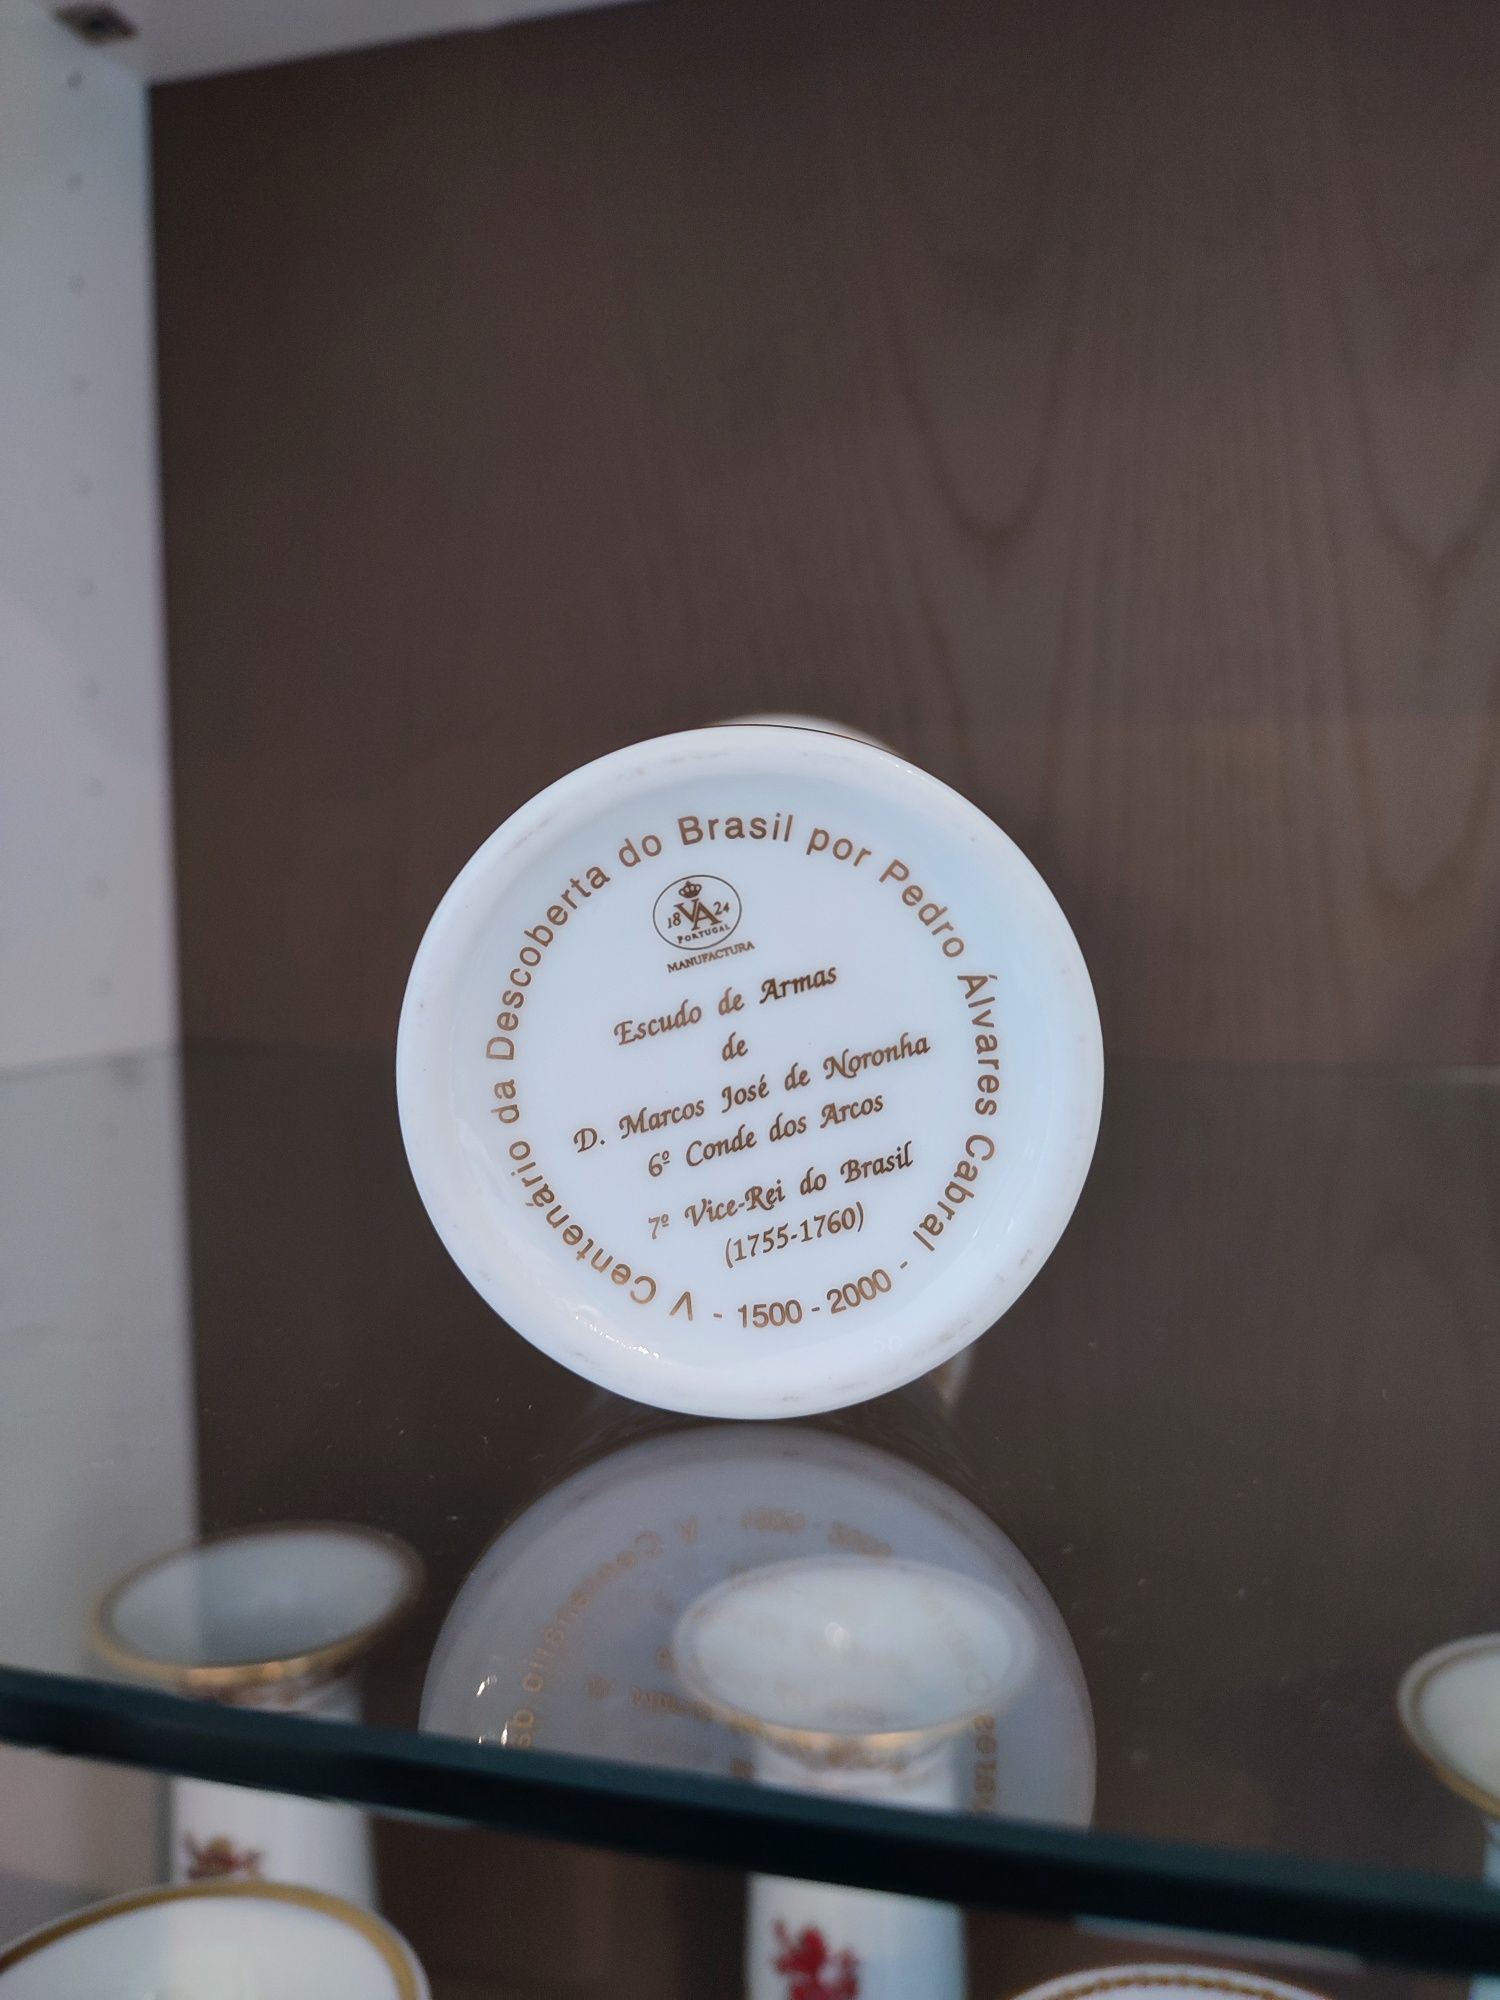 V Centenário da Descoberta do Brasil por Pedro Álvares Cabral - 1500 - 2000 -
18 VA 24
PORTUGAL
MANUFACTURA
Escudo de Armas
de
D. Marcos José de Noronha
6º Conde dos Arcos
7º Vice-Rei do Brasil
(1755-1760)